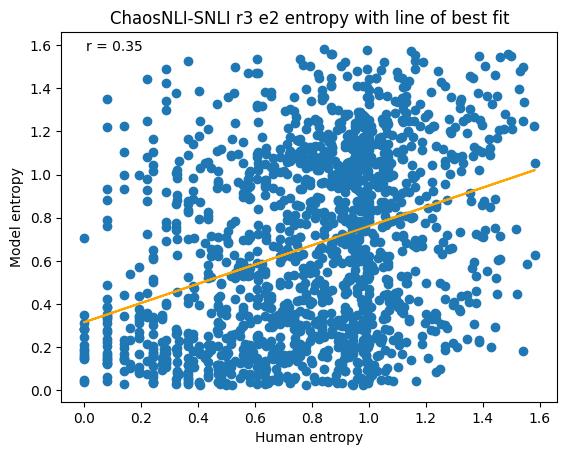 ChaosNLI-SNLI r3 e2 entropy with line of best fit
r = 0.35
Model entropy
1.6
1.4
1.2
1.0
0.8
0.6
0.4
0.2
0.0
0.0 0.2 0.4 0.6 0.8 1.0 1.2 1.4 1.6
Human entropy